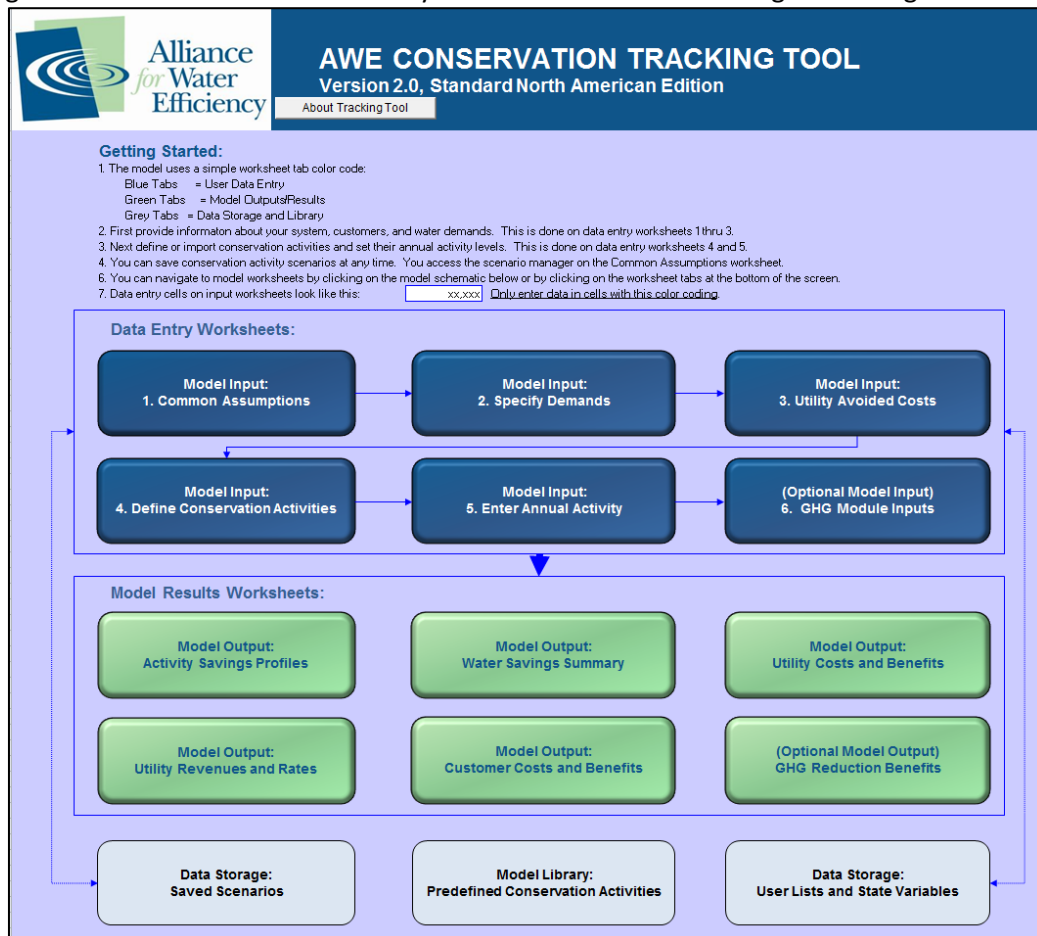 Alliance
for Water
Efficiency
AWE CONSERVATION TRACKING TOOL
Version 2.0, Standard North American Edition
About Tracking Tool
Getting Started:
1. The model uses a simple worksheet tab color code:
Blue Tabs = User Data Entry
Green Tabs = Model Outputs/Results
Grey Tabs = Data Storage and Library
2. First provide informaton about your system, customers, and water demands. This is done on data entry worksheets 1 thru 3.
3. Next define or import conservation activities and set their annual activity levels. This is done on data entry worksheets 4 and 5.
4. You can save conservation activity scenarios at any time. You access the scenario manager on the Common Assumptions worksheet.
6. You can navigate to model worksheets by clicking on the model schematic below or by clicking on the worksheet tabs at the bottom of the screen.
7. Data entry cells on input worksheets look like this: xx,xxx Only enter data in cells with this color coding.
Data Entry Worksheets:
Model Input:
1. Common Assumptions
Model Input:
2. Specify Demands
Model Input:
3. Utility Avoided Costs
Model Input:
4. Define Conservation Activities
Model Input:
5. Enter Annual Activity
(Optional Model Input)
6. GHG Module Inputs
Model Results Worksheets:
Model Output:
Activity Savings Profiles
Model Output:
Water Savings Summary
Model Output:
Utility Costs and Benefits
Model Output:
Utility Revenues and Rates
Model Output:
Customer Costs and Benefits
(Optional Model Output)
GHG Reduction Benefits
Data Storage:
Saved Scenarios
Model Library:
Predefined Conservation Activities
Data Storage:
User Lists and State Variables